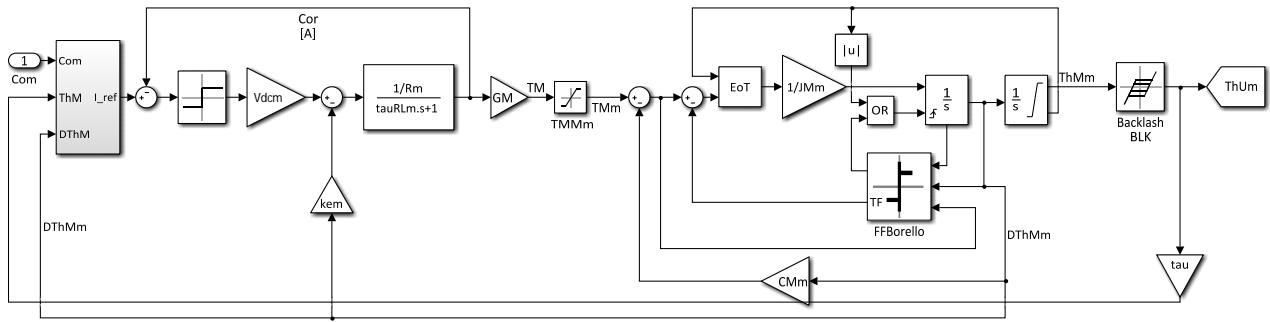 Cor
[A]
1
Com
Com
ThM
DThM
I_ref
+
-
Vdcm
+
-
1/Rm
tauRLm.s+1
GM
TM
TMMm
TMm
+
-
+
-
EoT
1/JMm
|u|
OR
1
s
1
s
ThMm
Backlash
BLK
ThUm
TF
FFBorello
kem
DThMm
DThMm
CMm
tau